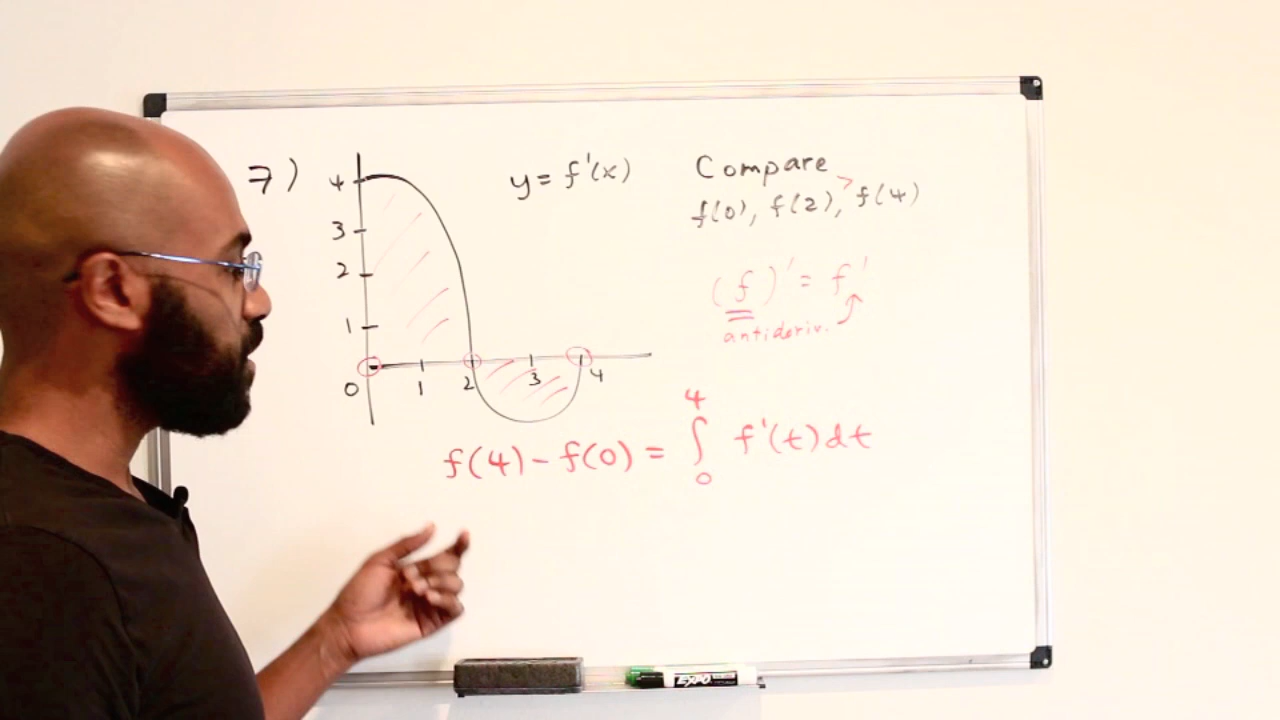 7)
y = f'(x)
Compare
>
f(0), f(2), f(4)
4
3
2
1
0
1
2
3
4
(f)' = f'
antideriv.
f(4) - f(0) = ∫₀⁴ f'(t) dt
EXPO